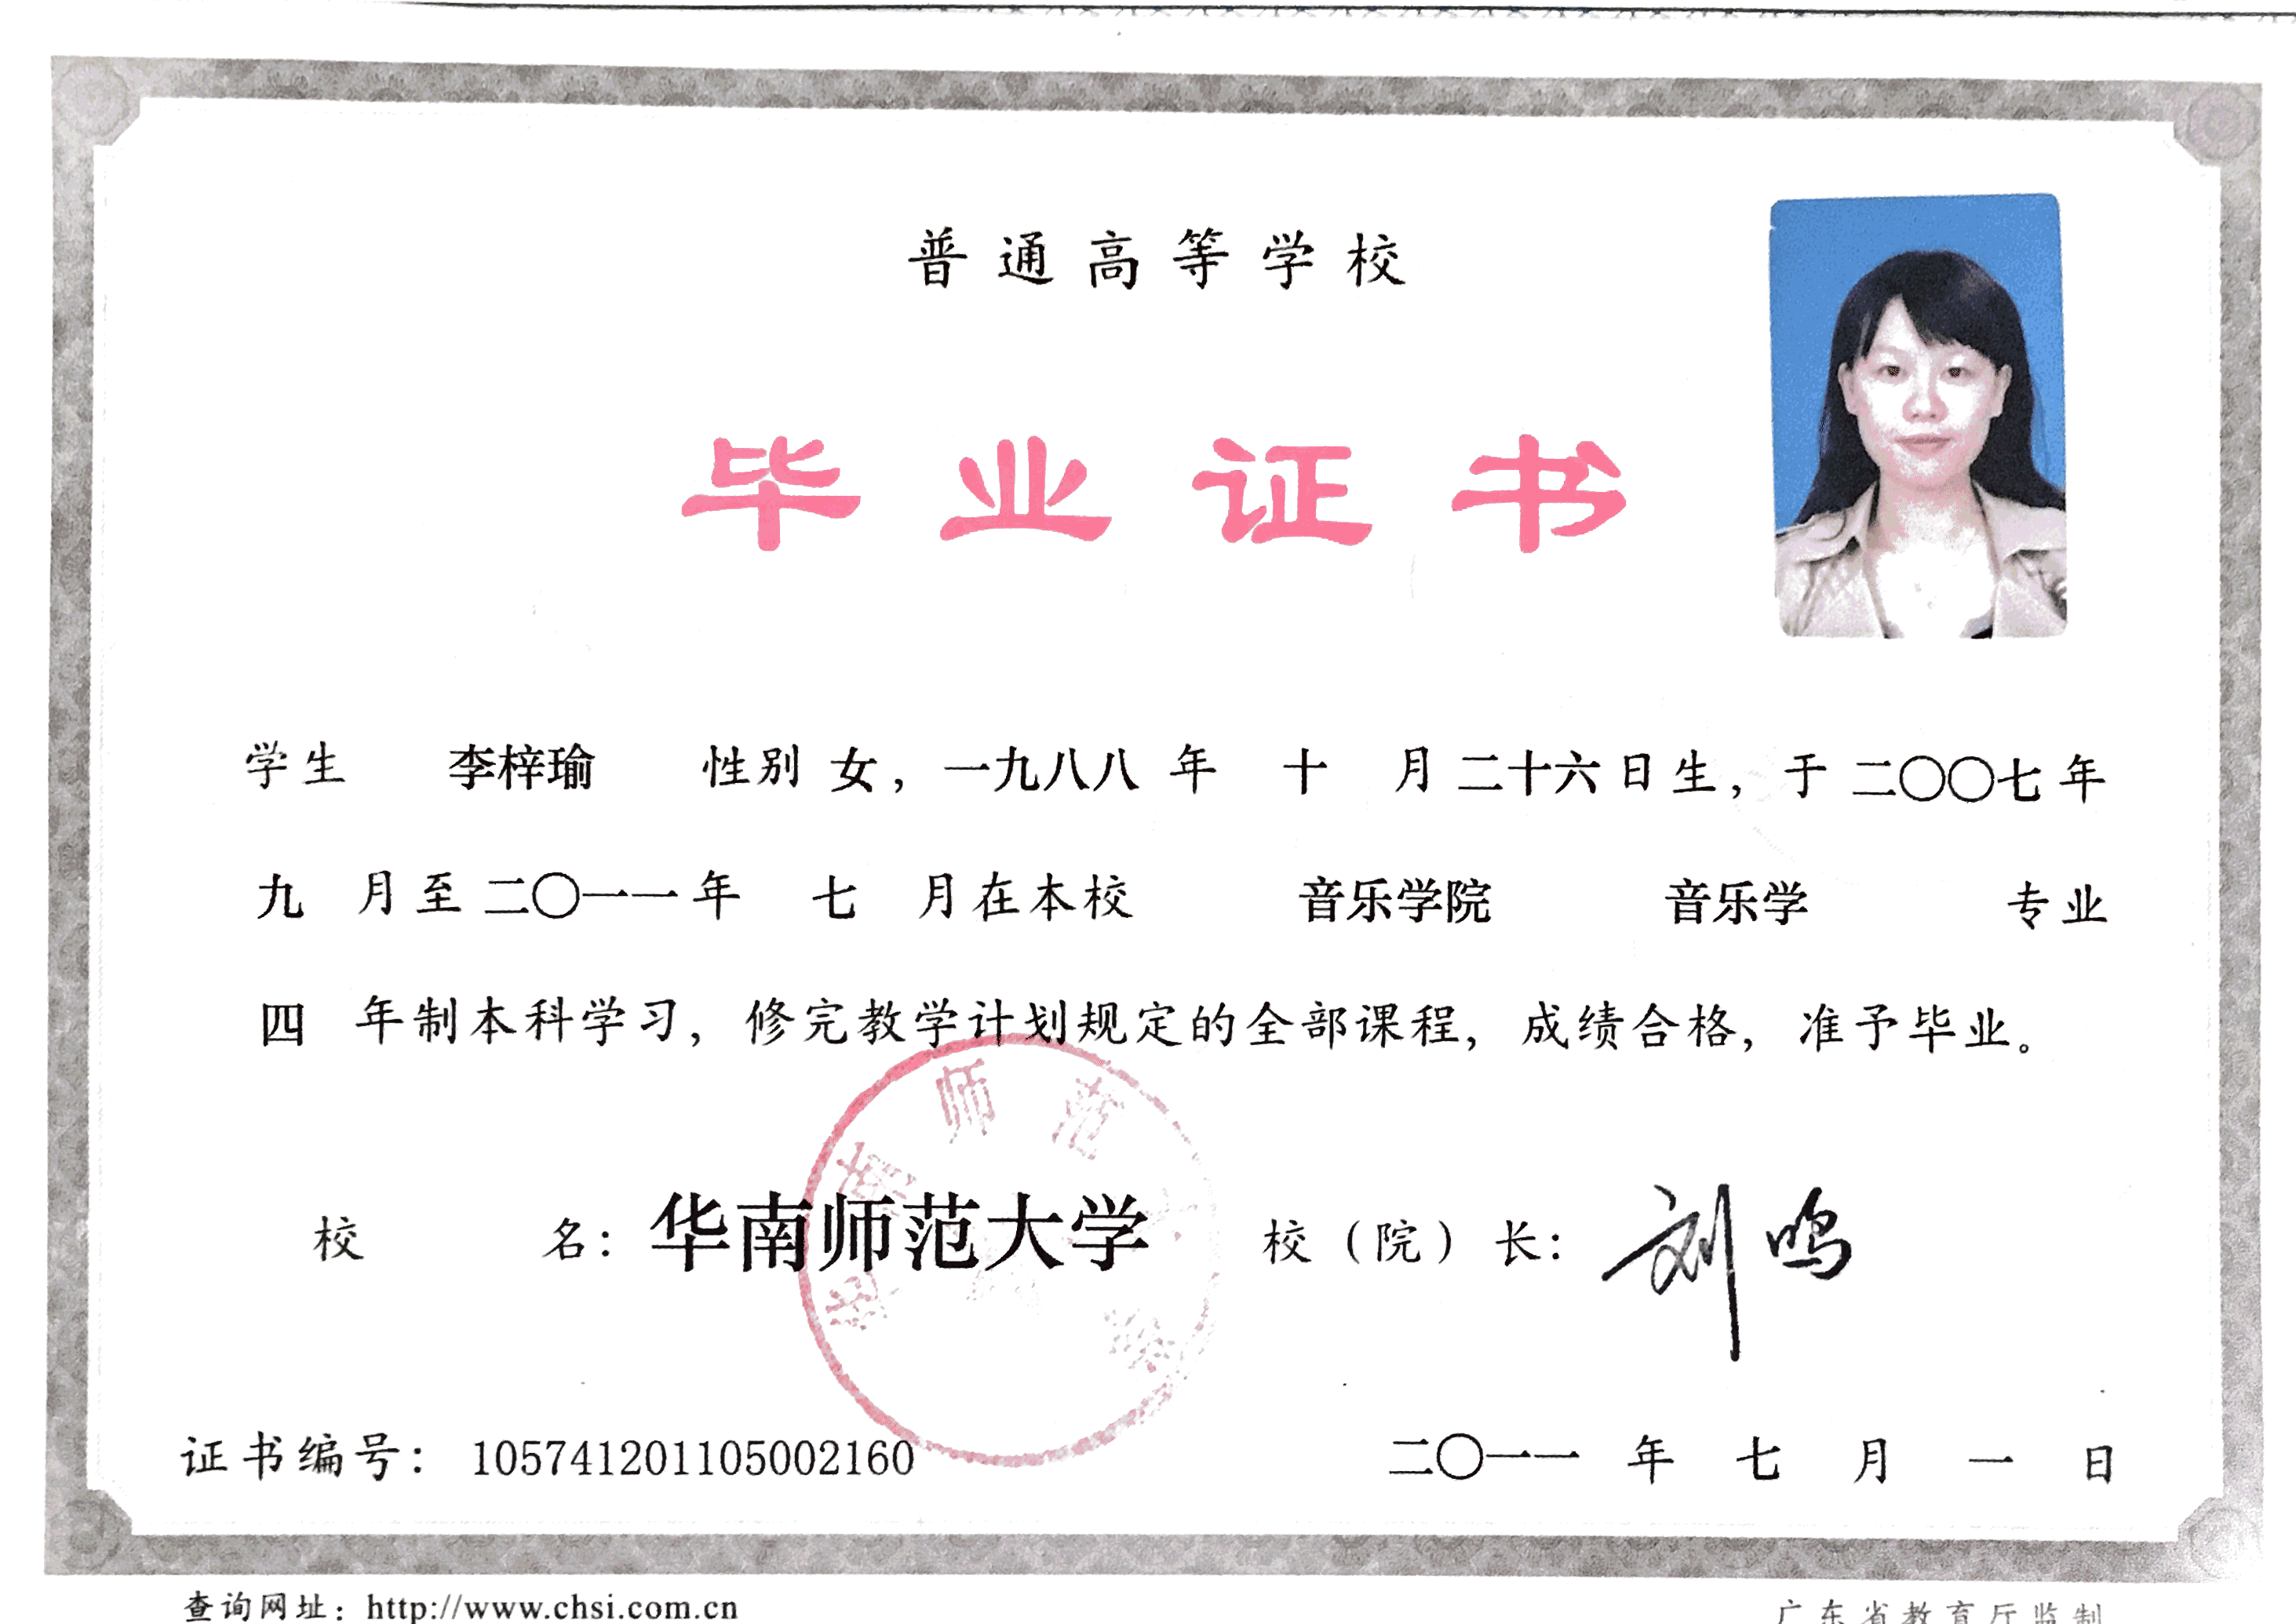 普通高等学校
毕业证书
学生 李梓瑜 性别 女，一九八八 年 十 月 二十六日生，于 二〇〇七 年
九 月至 二〇一一 年 七 月在本校 音乐学院 音乐学 专业
四 年制本科学习，修完教学计划规定的全部课程，成绩合格，准予毕业。
南师范
校 名：华南师范大学 校（院）长：刘鸣
证书编号：105741201105002160 二〇一一 年 七 月 一 日
查询网址：http://www.chsi.com.cn 广东省教育厅监制